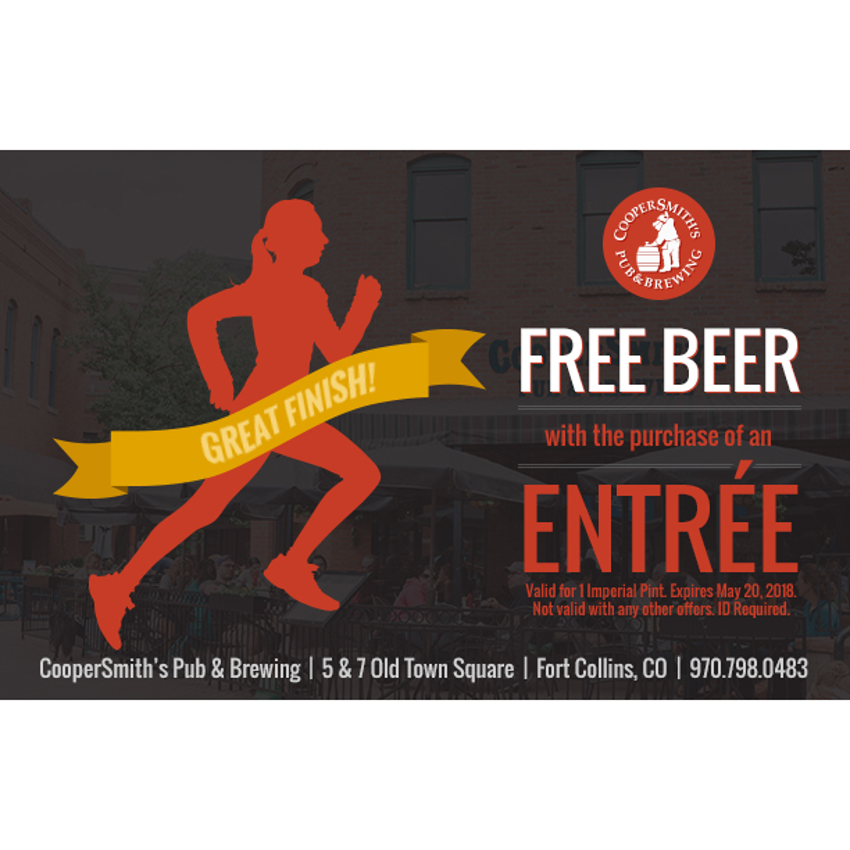 COOPERSMITH'S
PUB & BREWING
GREAT FINISH!
FREE BEER
with the purchase of an
ENTRÉE
Valid for 1 Imperial Pint. Expires May 20, 2018.
Not valid with any other offers. ID Required.
CooperSmith's Pub & Brewing | 5 & 7 Old Town Square | Fort Collins, CO | 970.798.0483